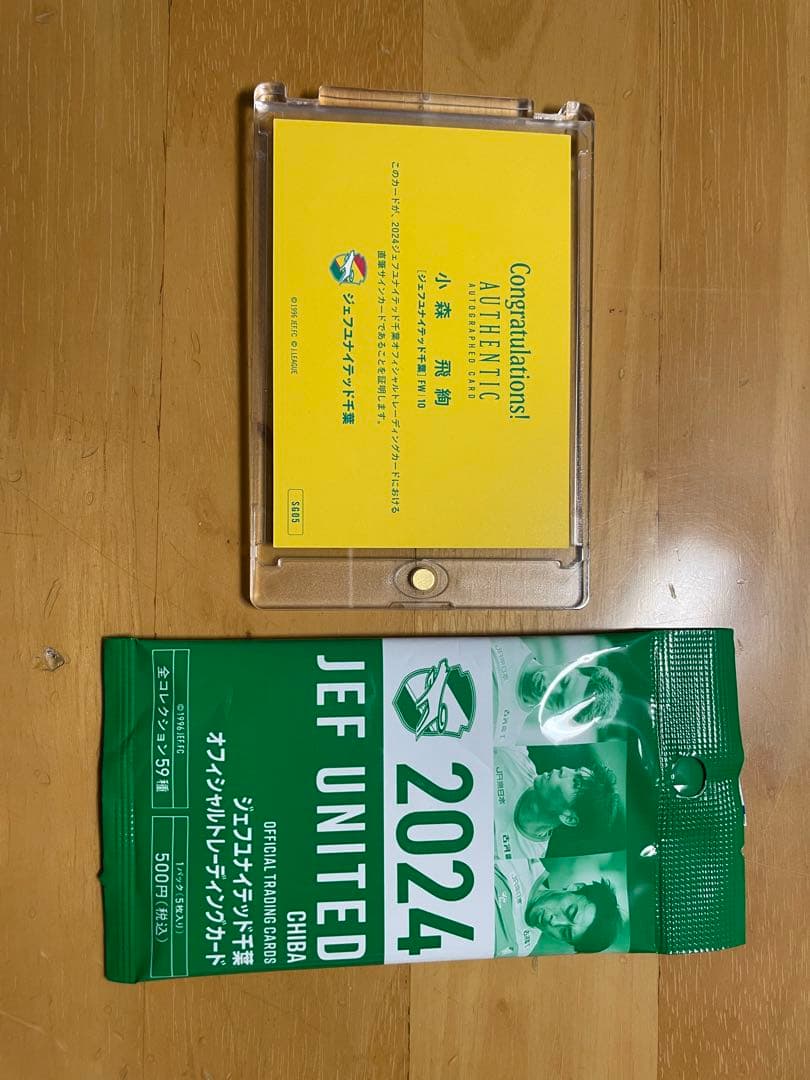 Congratulations!
AUTHENTIC
AUTOGRAPHED CARD
小森 飛絢
[ジェフユナイテッド千葉] FW / 10
このカードが、2024ジェフユナイテッド千葉オフィシャルトレーディングカードにおける
直筆サインカードであることを証明します。
ジェフユナイテッド千葉
© 1996 JEFFC © J.LEAGUE
SG05
JR東日本
2024
JEF UNITED
CHIBA
OFFICIAL TRADING CARDS
ジェフユナイテッド千葉
オフィシャルトレーディングカード
©1996 JEFFC
全コレクション59種
1パック(5枚入り)
500円(税込)